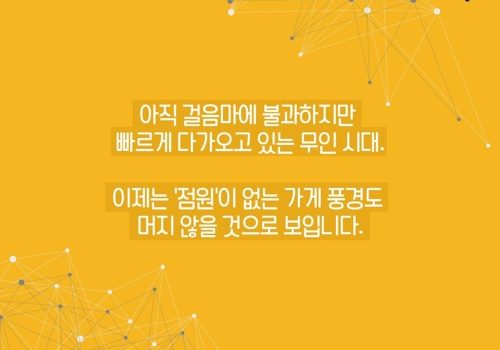 아직 걸음마에 불과하지만
빠르게 다가오고 있는 무인 시대.
이제는 '점원'이 없는 가게 풍경도
머지 않을 것으로 보입니다.